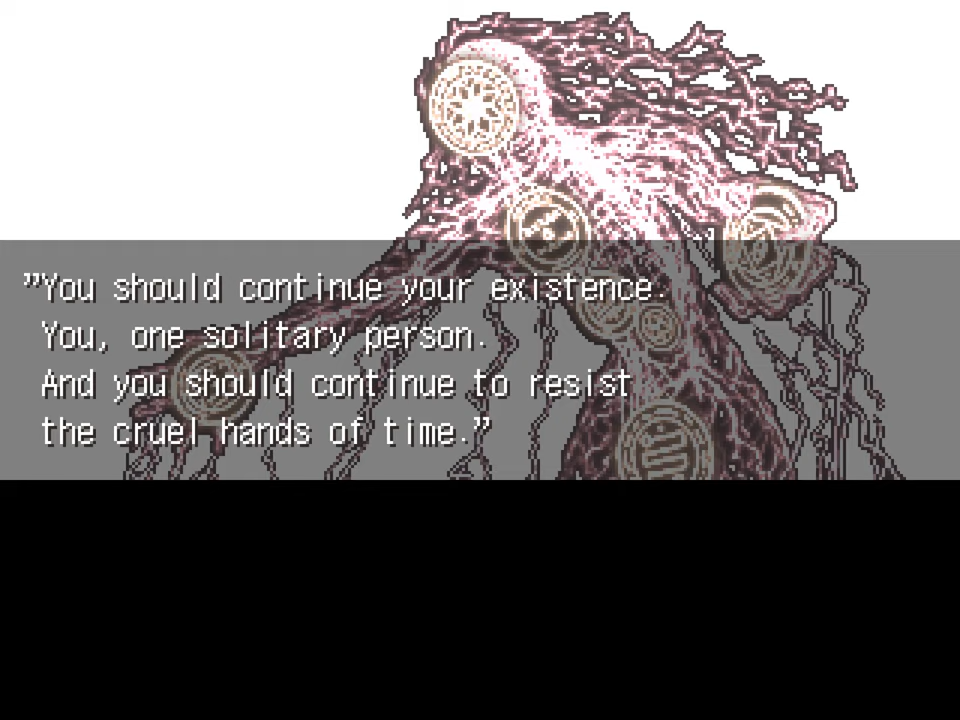 ”You should continue your existence.
You, one solitary person.
And you should continue to resist
the cruel hands of time.”